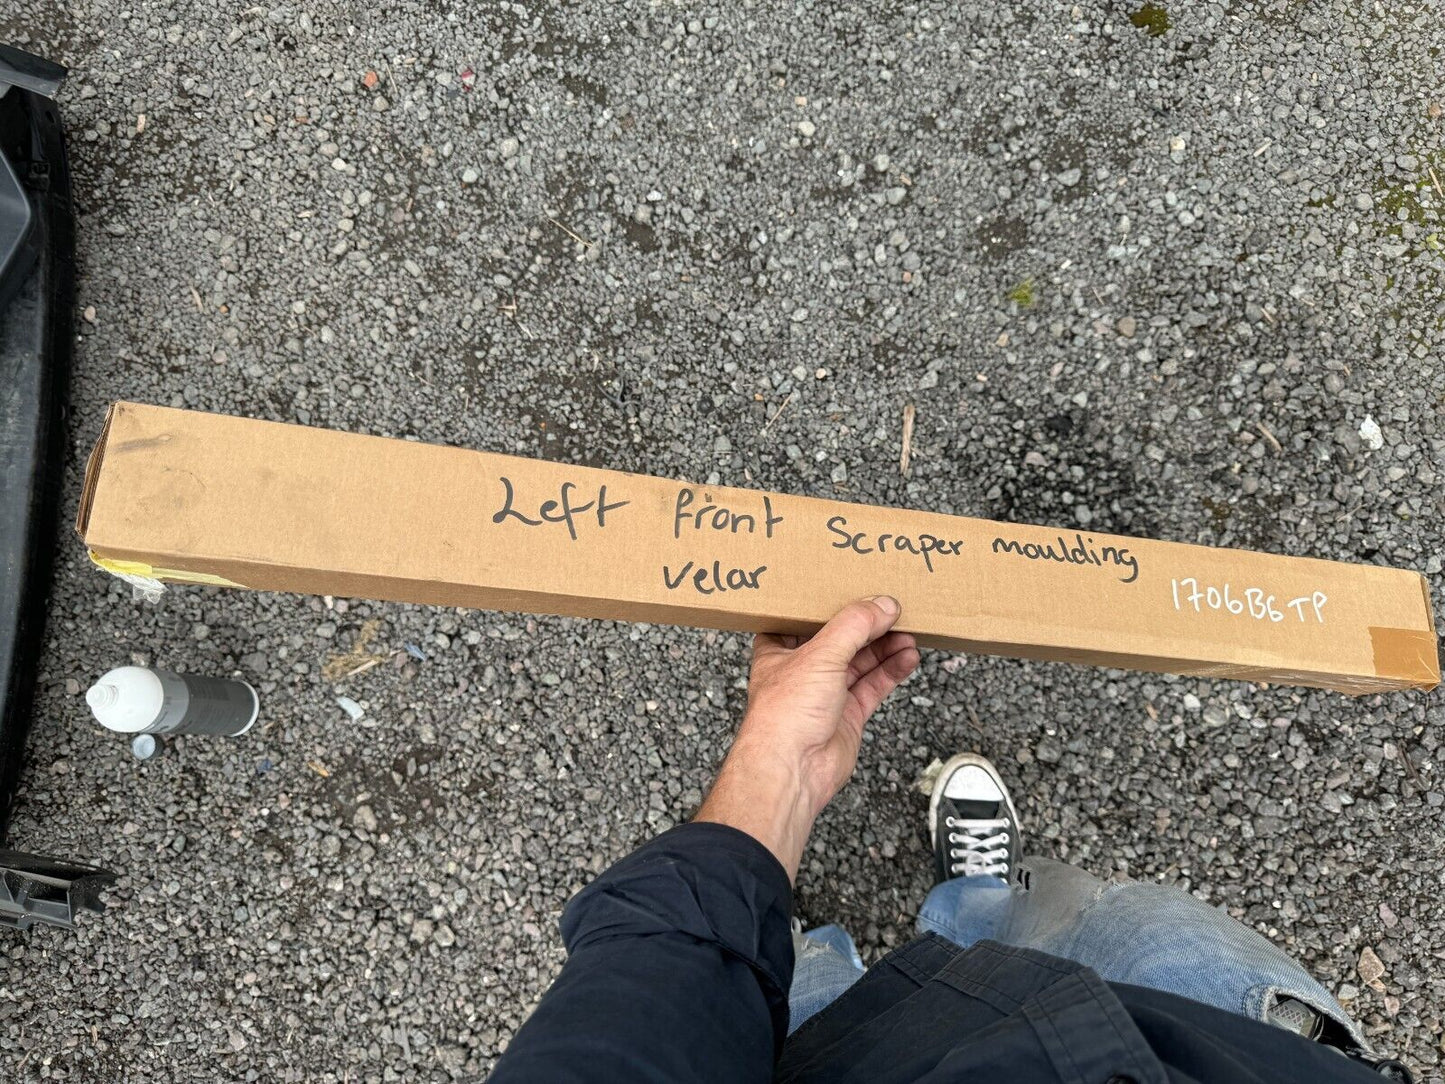 Left front Scraper moulding
Velar
1706B6TP